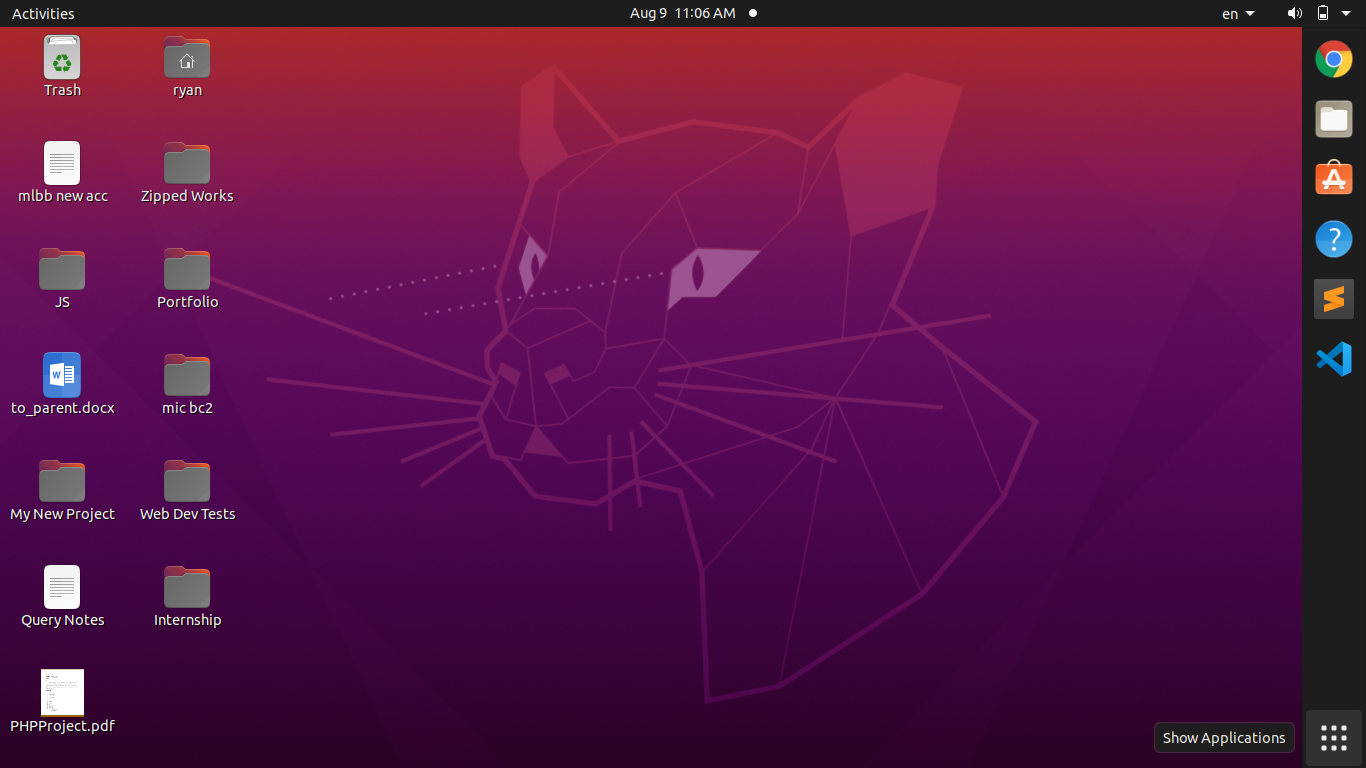 Activities
Aug 9 11:06 AM
en
Trash
ryan
mlbb new acc
Zipped Works
JS
Portfolio
to_parent.docx
mic bc2
My New Project
Web Dev Tests
Query Notes
Internship
PHPProject.pdf
Show Applications